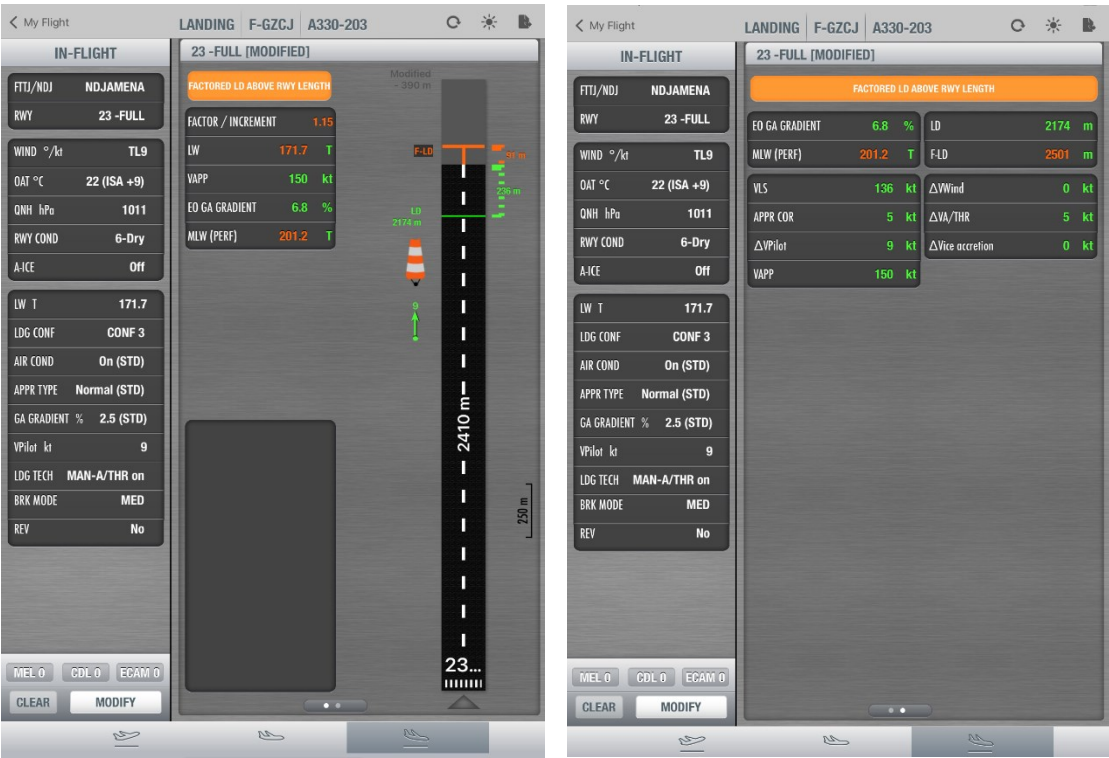 My Flight
LANDING F-GZCJ A330-203
IN-FLIGHT
23 -FULL [MODIFIED]
FTTJ/NDJ NDJAMENA
RWY 23 -FULL
WIND °/kt TL9
OAT °C 22 (ISA +9)
QNH hPa 1011
RWY COND 6-Dry
A-ICE Off
LW T 171.7
LDG CONF CONF 3
AIR COND On (STD)
APPR TYPE Normal (STD)
GA GRADIENT % 2.5 (STD)
VPilot kt 9
LDG TECH MAN-A/THR on
BRK MODE MED
REV No
MEL 0 CDL 0 ECAM 0
CLEAR MODIFY
FACTORED LD ABOVE RWY LENGTH
FACTOR / INCREMENT 1.15
LW 171.7 T
VAPP 150 kt
EO GA GRADIENT 6.8 %
MLW (PERF) 201.2 T
Modified
- 390 m
F-LD
91 m
236 m
LD
2174 m
9
2410 m
250 m
23...
My Flight
LANDING F-GZCJ A330-203
IN-FLIGHT
23 -FULL [MODIFIED]
FTTJ/NDJ NDJAMENA
RWY 23 -FULL
WIND °/kt TL9
OAT °C 22 (ISA +9)
QNH hPa 1011
RWY COND 6-Dry
A-ICE Off
LW T 171.7
LDG CONF CONF 3
AIR COND On (STD)
APPR TYPE Normal (STD)
GA GRADIENT % 2.5 (STD)
VPilot kt 9
LDG TECH MAN-A/THR on
BRK MODE MED
REV No
MEL 0 CDL 0 ECAM 0
CLEAR MODIFY
FACTORED LD ABOVE RWY LENGTH
EO GA GRADIENT 6.8 % LD 2174 m
MLW (PERF) 201.2 T F-LD 2501 m
VLS 136 kt ΔVWind 0 kt
APPR COR 5 kt ΔVA/THR 5 kt
ΔVPilot 9 kt ΔVice accretion 0 kt
VAPP 150 kt